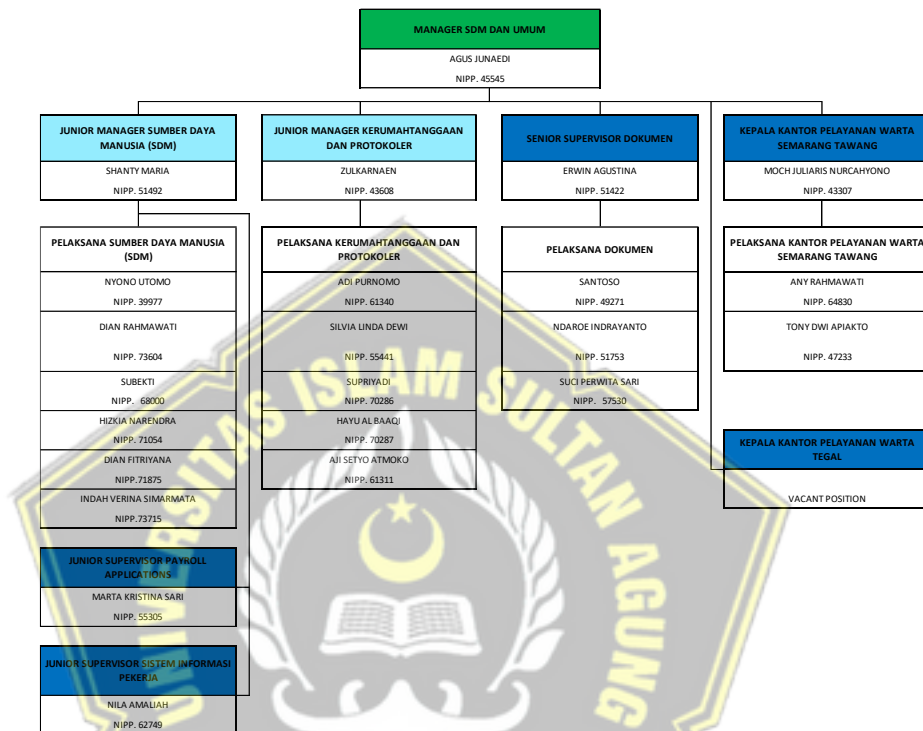 MANAGER SDM DAN UMUM
AGUS JUNAEDI
NIPP. 45545
JUNIOR MANAGER SUMBER DAYA
MANUSIA (SDM)
SHANTY MARIA
NIPP. 51492
JUNIOR MANAGER KERUMAHTANGGAAN
DAN PROTOKOLER
ZULKARNAEN
NIPP. 43608
SENIOR SUPERVISOR DOKUMEN
ERWIN AGUSTINA
NIPP. 51422
KEPALA KANTOR PELAYANAN WARTA
SEMARANG TAWANG
MOCH JULIARIS NURCAHYONO
NIPP. 43307
PELAKSANA SUMBER DAYA MANUSIA
(SDM)
NYONO UTOMO
NIPP. 39977
DIAN RAHMAWATI
NIPP. 73604
SUBEKTI
NIPP. 68000
HIZKIA NARENDRA
NIPP. 71054
DIAN FITRIYANA
NIPP.71875
INDAH VERINA SIMARMATA
NIPP.73715
PELAKSANA KERUMAHTANGGAAN DAN
PROTOKOLER
ADI PURNOMO
NIPP. 61340
SILVIA LINDA DEWI
NIPP. 55441
SUPRIYADI
NIPP. 70286
HAYU AL BAAQI
NIPP. 70287
AJI SETYO ATMOKO
NIPP. 61311
PELAKSANA DOKUMEN
SANTOSO
NIPP. 49271
NDAROE INDRAYANTO
NIPP. 51753
SUCI PERWITA SARI
NIPP. 57530
PELAKSANA KANTOR PELAYANAN WARTA
SEMARANG TAWANG
ANY RAHMAWATI
NIPP. 64830
TONY DWI APIAKTO
NIPP. 47233
KEPALA KANTOR PELAYANAN WARTA
TEGAL
VACANT POSITION
JUNIOR SUPERVISOR PAYROLL
APPLICATIONS
MARTA KRISTINA SARI
NIPP. 55305
JUNIOR SUPERVISOR SISTEM INFORMASI
PEKERJA
NILA AMALIAH
NIPP. 62749
UNIVERSITAS ISLAM SULTAN AGUNG